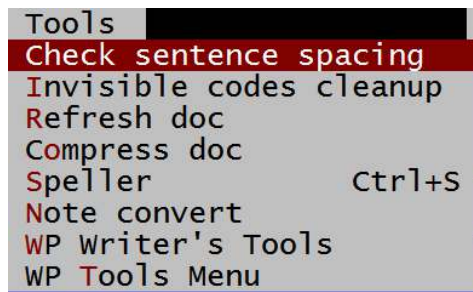 Tools
Check sentence spacing
Invisible codes cleanup
Refresh doc
Compress doc
Speller Ctrl+S
Note convert
WP Writer's Tools
WP Tools Menu